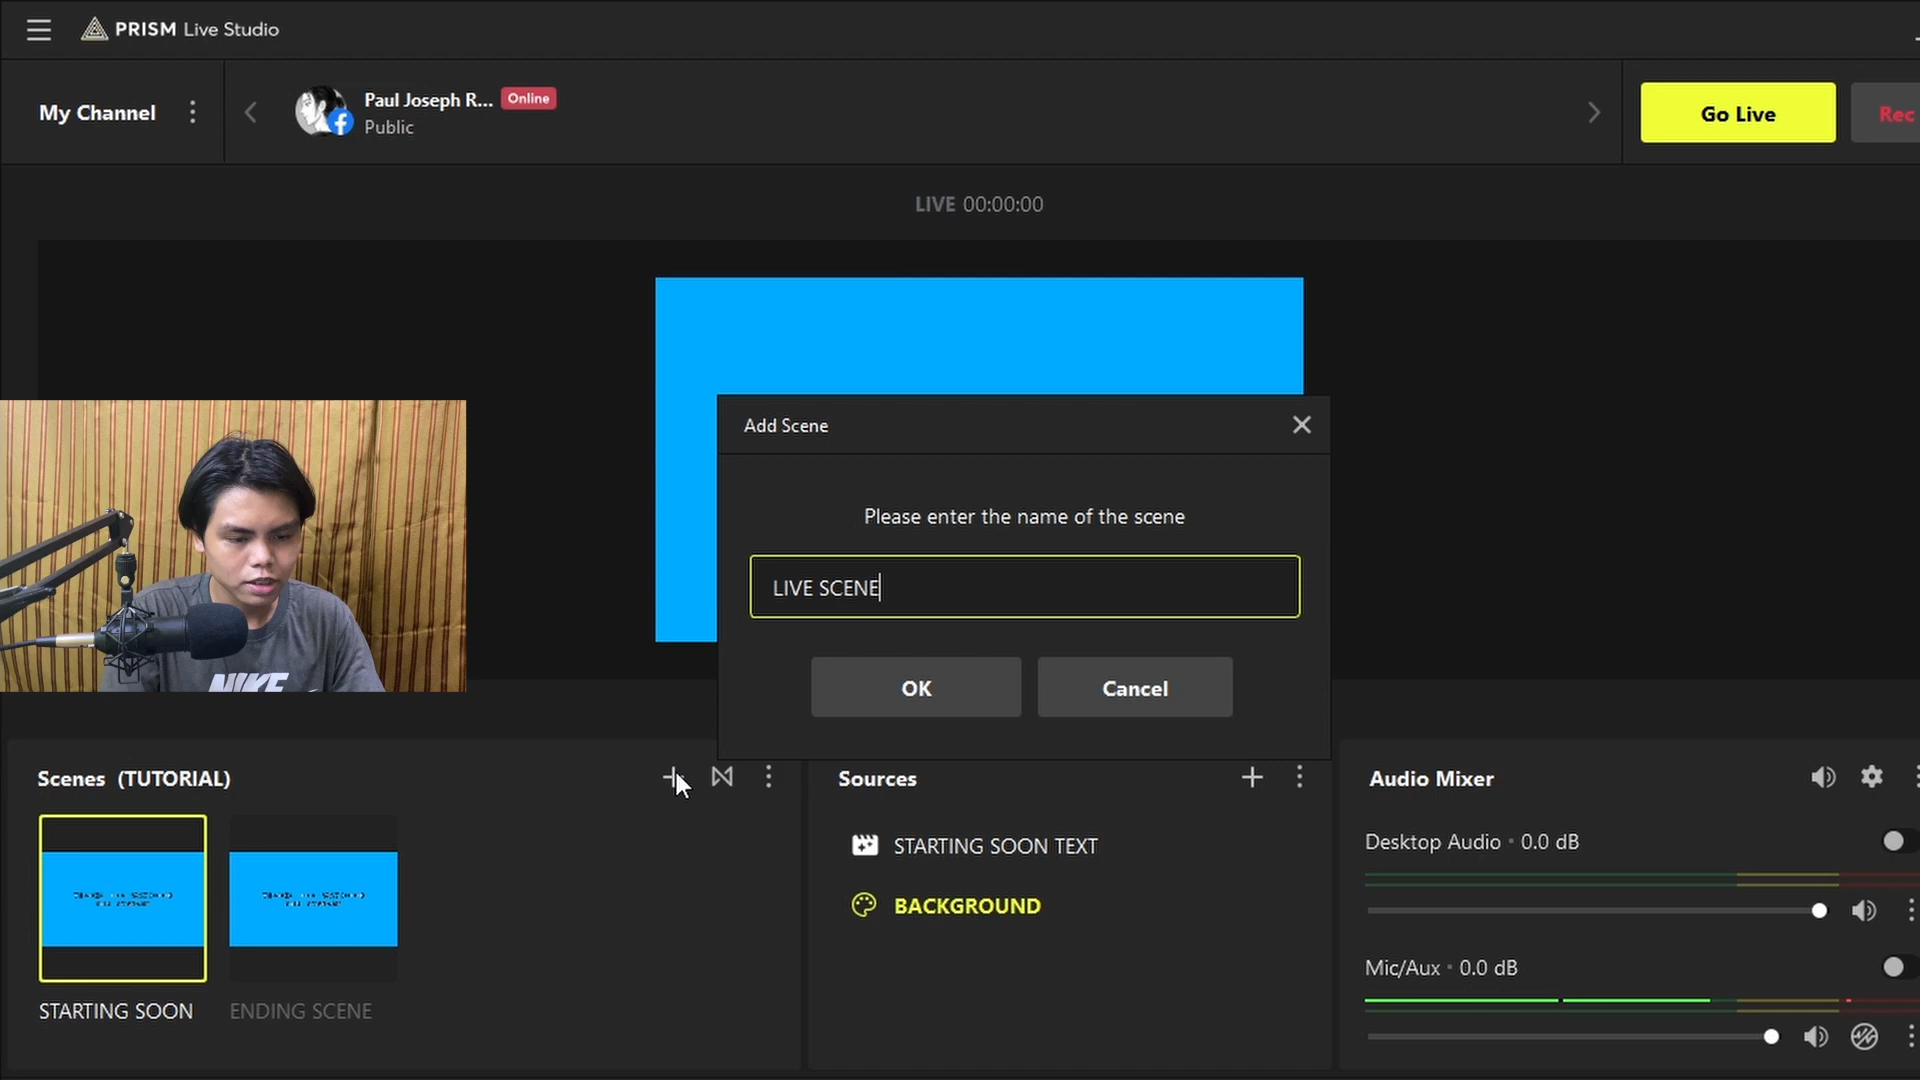 PRISM Live Studio
My Channel
Paul Joseph R... Online
Public
Go Live
Rec
LIVE 00:00:00
Add Scene
Please enter the name of the scene
LIVE SCENE
OK
Cancel
NIKE
Scenes (TUTORIAL)
STARTING SOON
ENDING SCENE
Sources
STARTING SOON TEXT
BACKGROUND
Audio Mixer
Desktop Audio • 0.0 dB
Mic/Aux • 0.0 dB